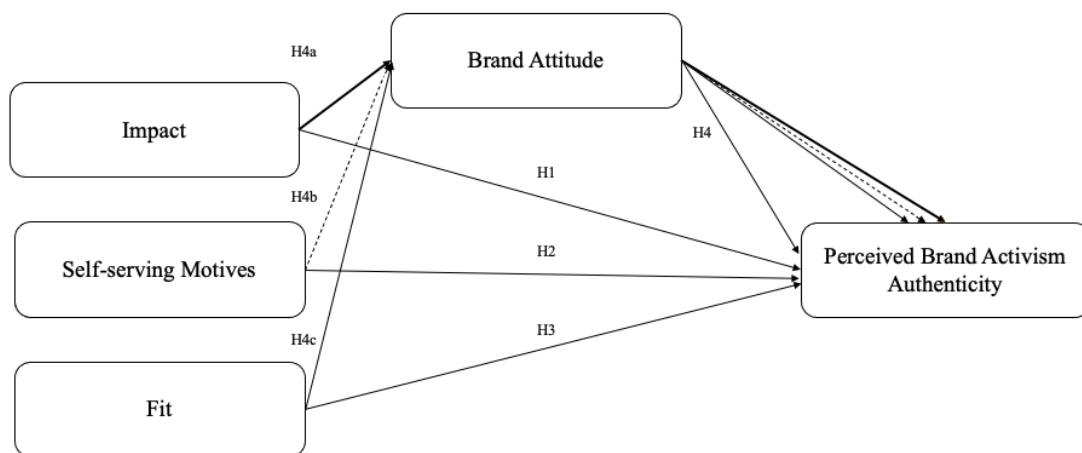 H4a
Brand Attitude
Impact
H4
H1
H4b
H2
Self-serving Motives
Perceived Brand Activism
Authenticity
H4c
H3
Fit